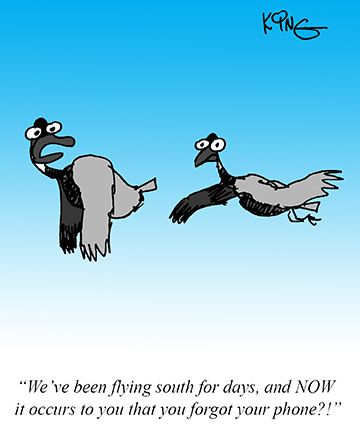 KING
“We’ve been flying south for days, and NOW
it occurs to you that you forgot your phone?!”